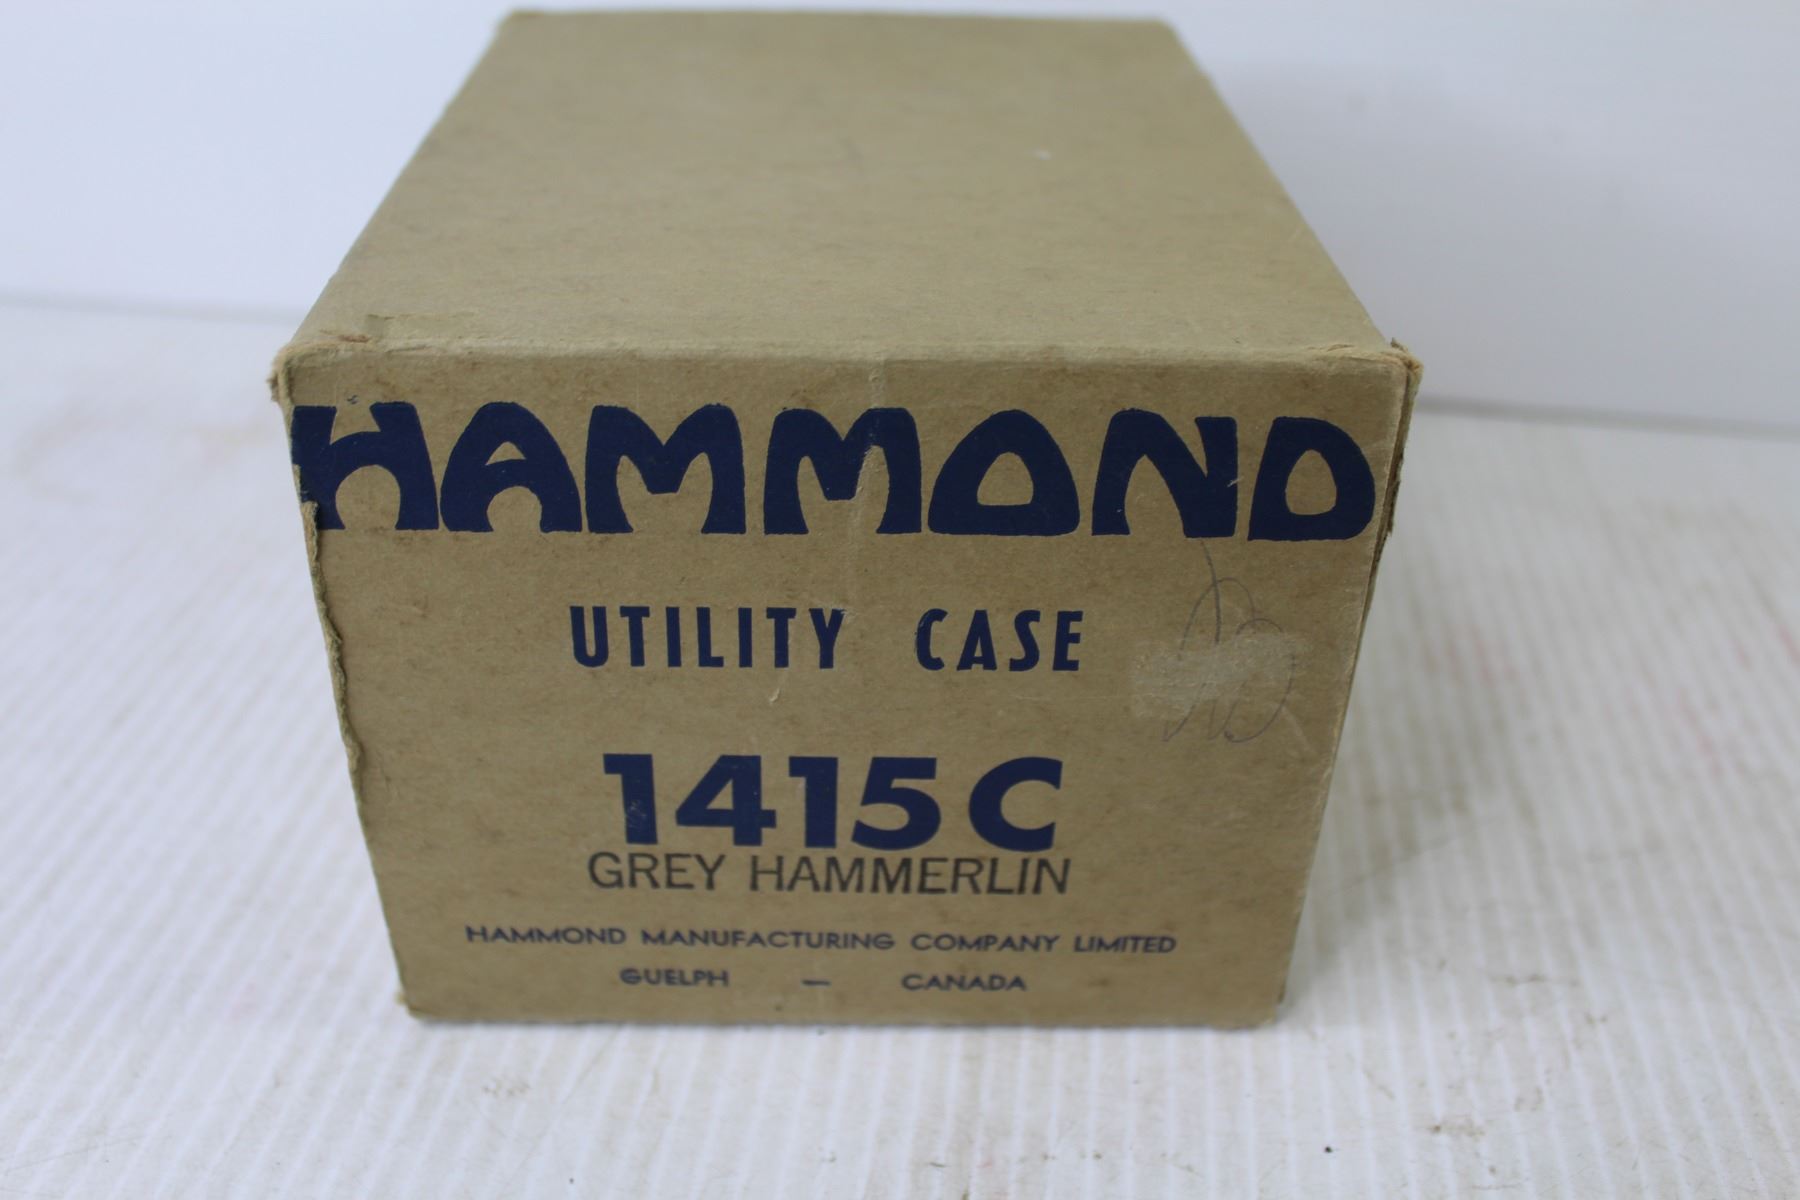 HAMMOND
UTILITY CASE
1415C
GREY HAMMERLIN
HAMMOND MANUFACTURING COMPANY LIMITED
GUELPH — CANADA